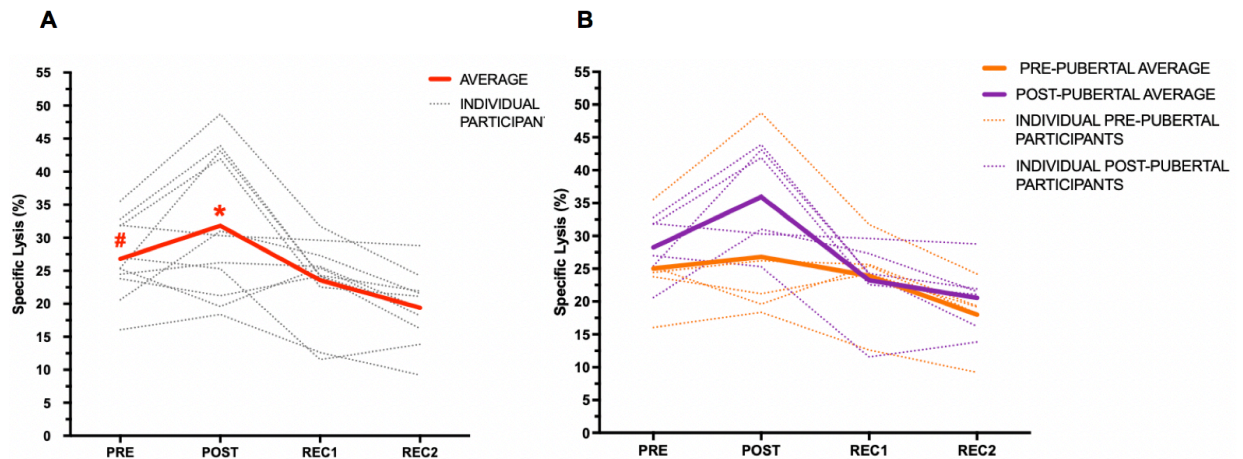 A
B
55
50
45
40
35
30
25
20
15
10
5
0
Specific Lysis (%)
#
*
PRE
POST
REC1
REC2
AVERAGE
INDIVIDUAL
PARTICIPAN
55
50
45
40
35
30
25
20
15
10
5
0
Specific Lysis (%)
PRE
POST
REC1
REC2
PRE-PUBERTAL AVERAGE
POST-PUBERTAL AVERAGE
INDIVIDUAL PRE-PUBERTAL
PARTICIPANTS
INDIVIDUAL POST-PUBERTAL
PARTICIPANTS